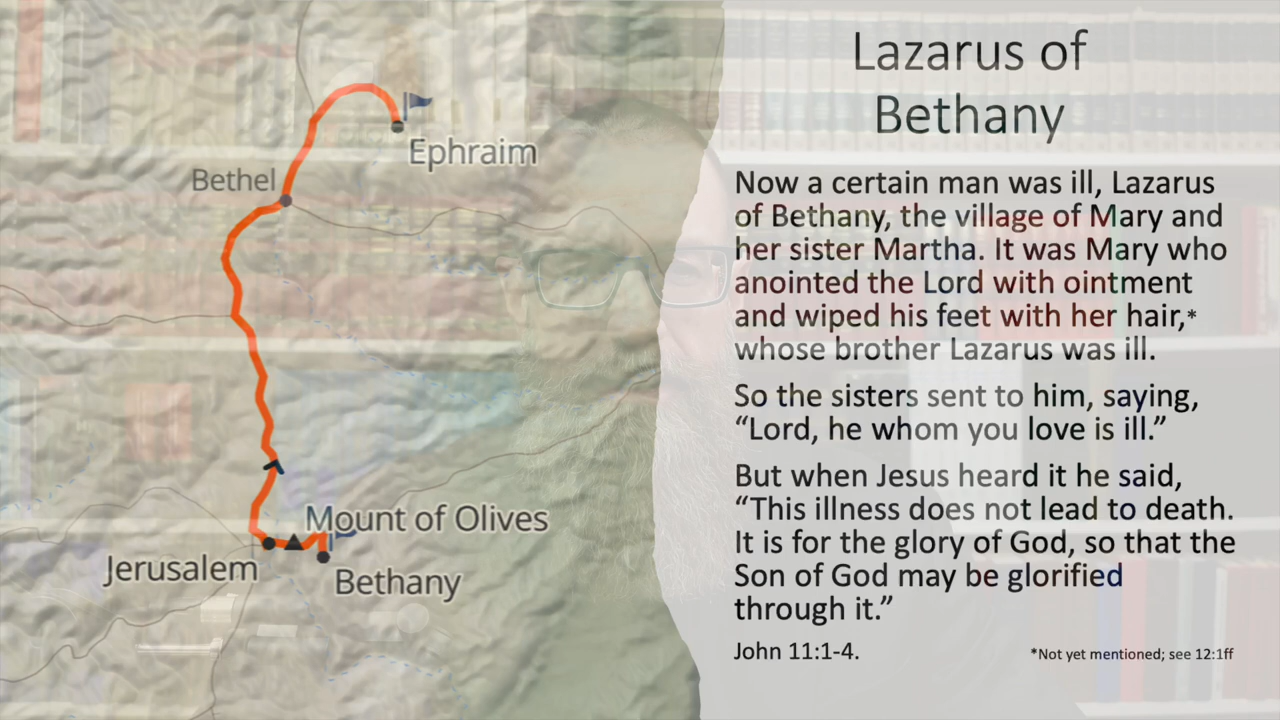 Lazarus of
Bethany
Now a certain man was ill, Lazarus
of Bethany, the village of Mary and
her sister Martha. It was Mary who
anointed the Lord with ointment
and wiped his feet with her hair,*
whose brother Lazarus was ill.
So the sisters sent to him, saying,
“Lord, he whom you love is ill.”
But when Jesus heard it he said,
“This illness does not lead to death.
It is for the glory of God, so that the
Son of God may be glorified
through it.”
John 11:1-4.
*Not yet mentioned; see 12:1ff
Ephraim
Bethel
Mount of Olives
Jerusalem
Bethany